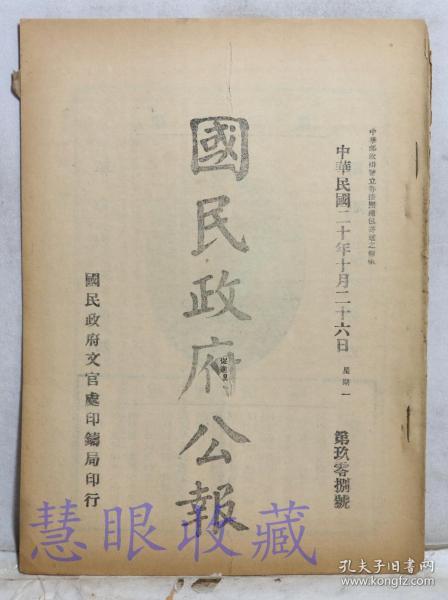 中華民國二十年十月二十六日
星期一
第玖零捌號
國民政府公報
國民政府文官處印鑄局印行
慧眼收藏
孔夫子旧书网
www.kongfz.com